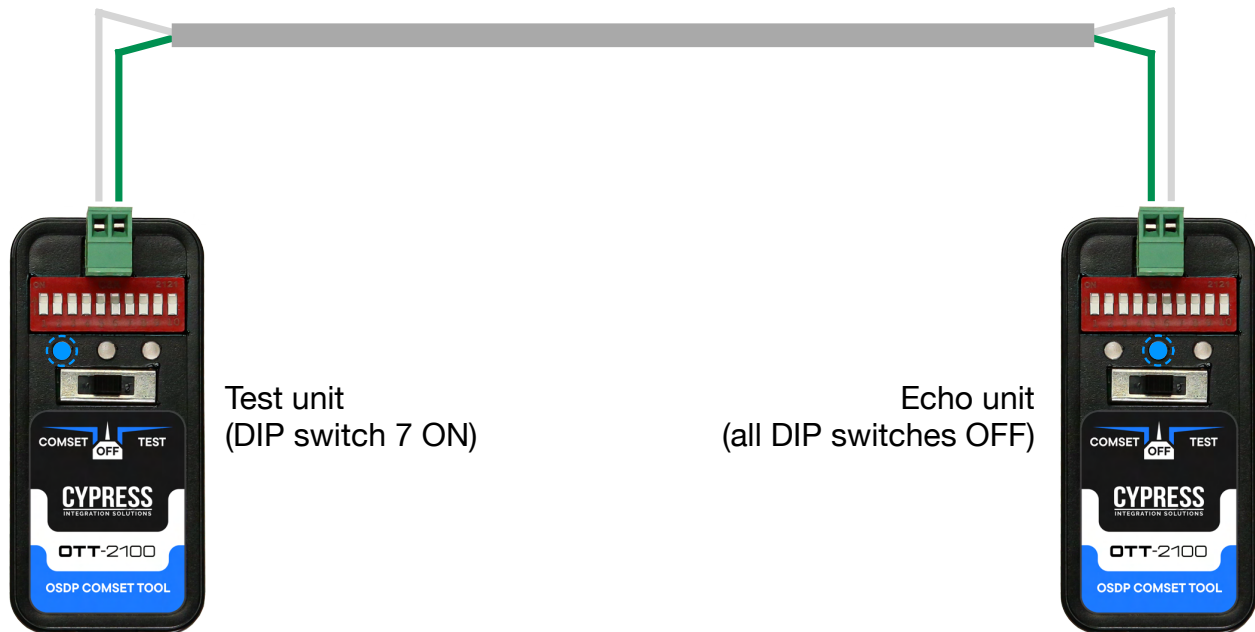 ON
Test unit
(DIP switch 7 ON)
COMSET
OFF
TEST
CYPRESS
INTEGRATION SOLUTIONS
OTT-2100
OSDP COMSET TOOL
Echo unit
(all DIP switches OFF)
COMSET
OFF
TEST
CYPRESS
INTEGRATION SOLUTIONS
OTT-2100
OSDP COMSET TOOL